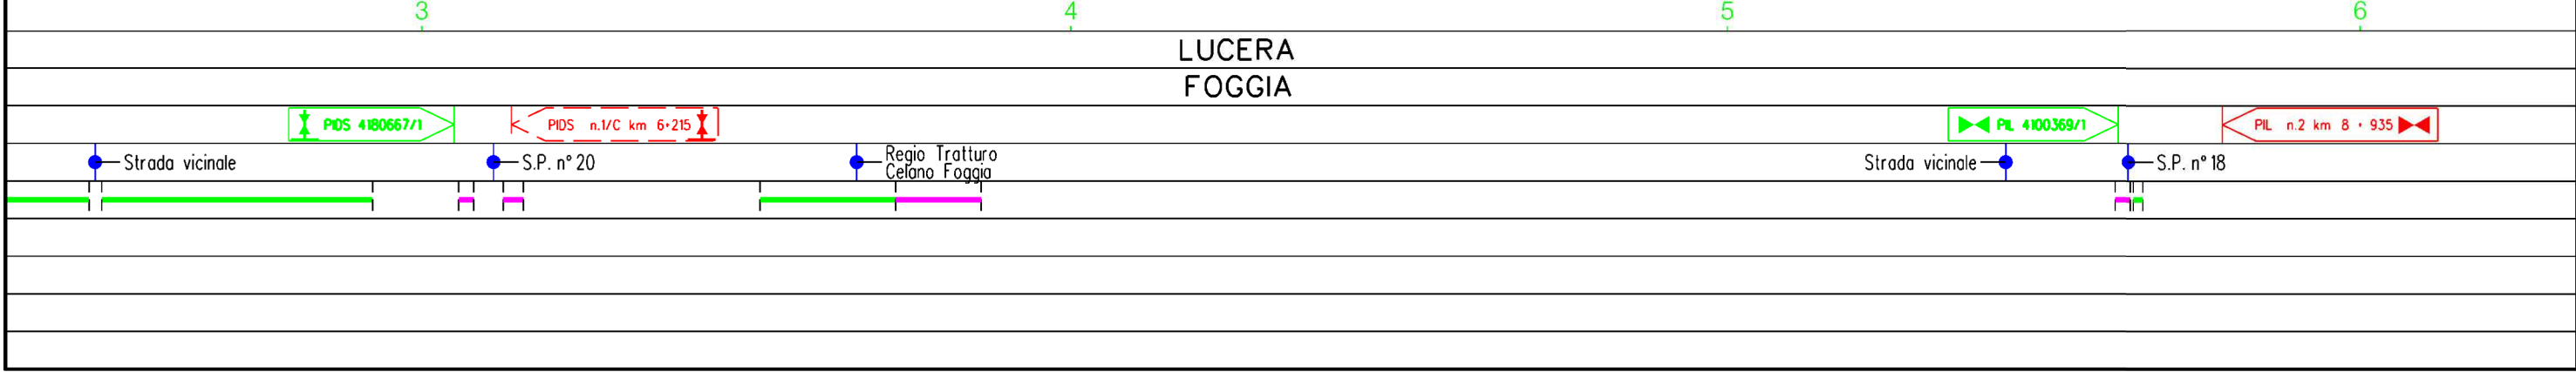 3 4 5 6
LUCERA
FOGGIA
PIDS 4180667/1 PIDS n.1/C km 6+215 PIL 4100369/1 PIL n.2 km 8 + 935
Strada vicinale S.P. n° 20 Regio Tratturo Strada vicinale S.P. n° 18
Celano Foggia